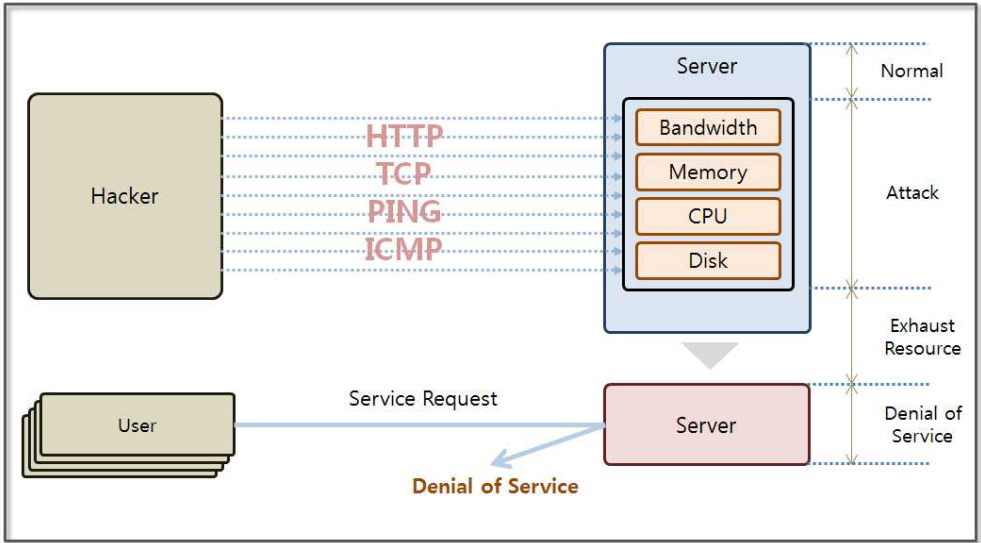 Server
Normal
Hacker
HTTP
TCP
PING
ICMP
Bandwidth
Memory
CPU
Disk
Attack
Exhaust
Resource
User
Service Request
Server
Denial of
Service
Denial of Service